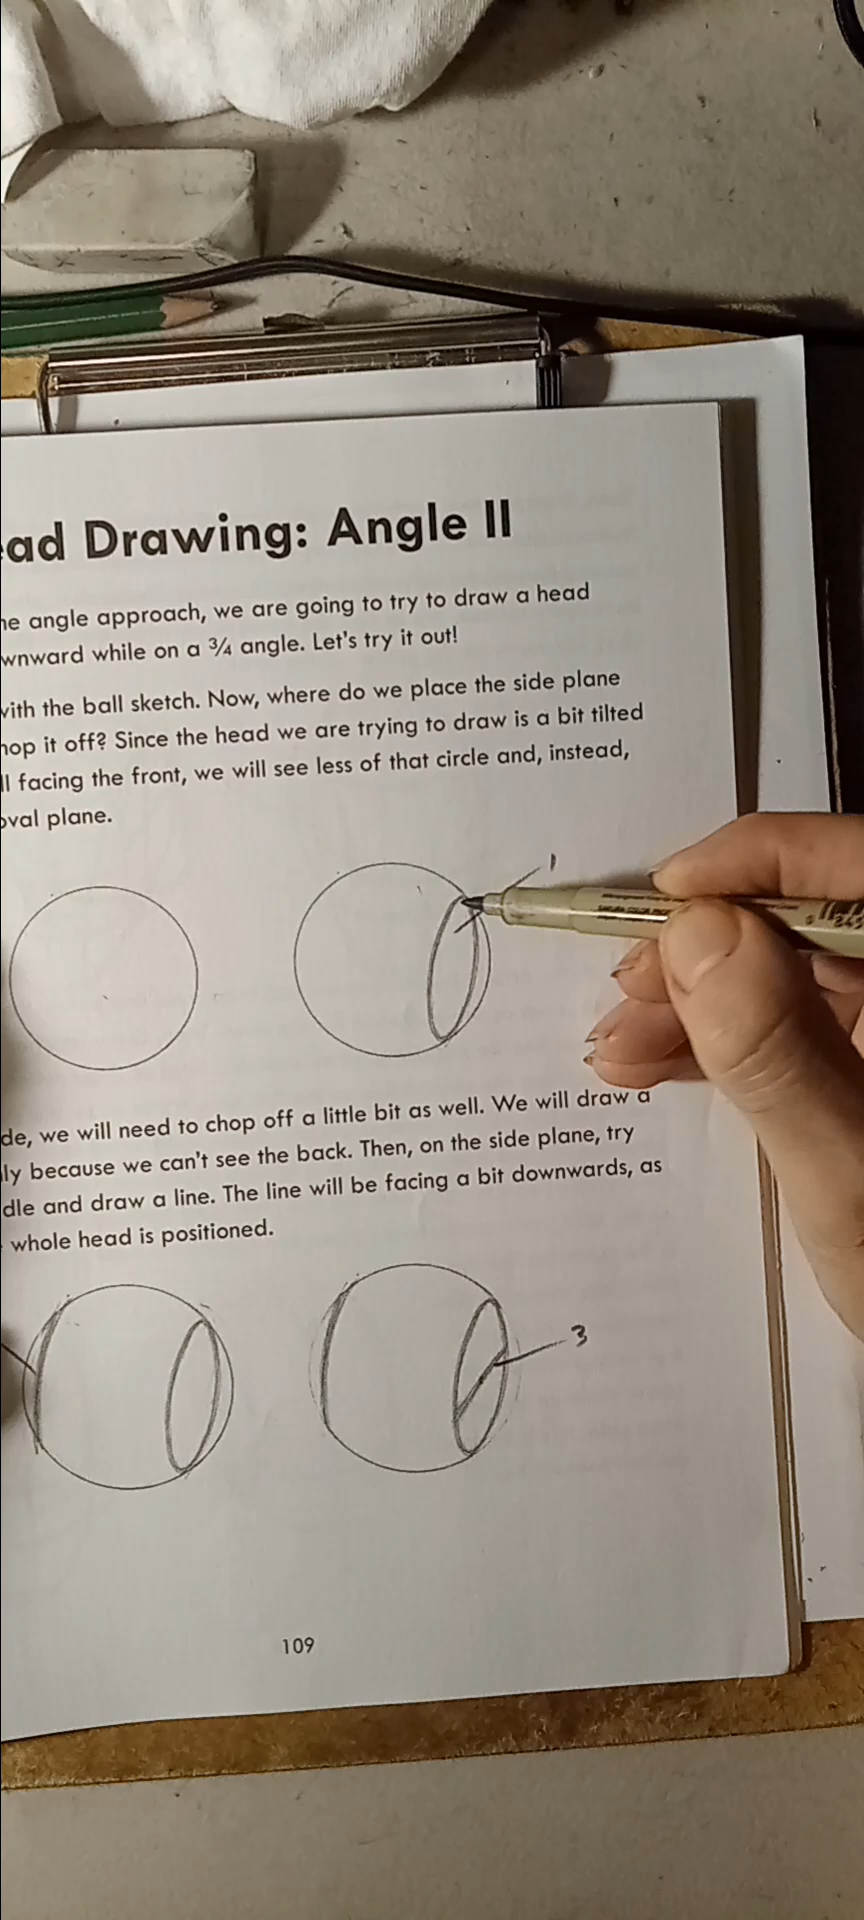 ad Drawing: Angle II
he angle approach, we are going to try to draw a head
wnward while on a ¾ angle. Let's try it out!
with the ball sketch. Now, where do we place the side plane
hop it off? Since the head we are trying to draw is a bit tilted
ll facing the front, we will see less of that circle and, instead,
oval plane.
1
de, we will need to chop off a little bit as well. We will draw a
ly because we can't see the back. Then, on the side plane, try
dle and draw a line. The line will be facing a bit downwards, as
whole head is positioned.
3
109